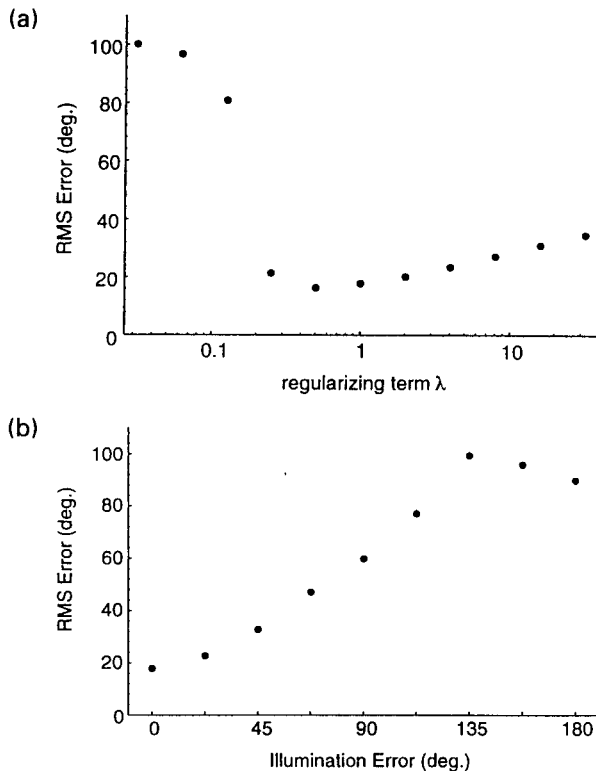 (a)
100
80
60
40
20
0
RMS Error (deg.)
0.1 1 10
regularizing term λ
(b)
100
80
60
40
20
0
RMS Error (deg.)
0 45 90 135 180
Illumination Error (deg.)